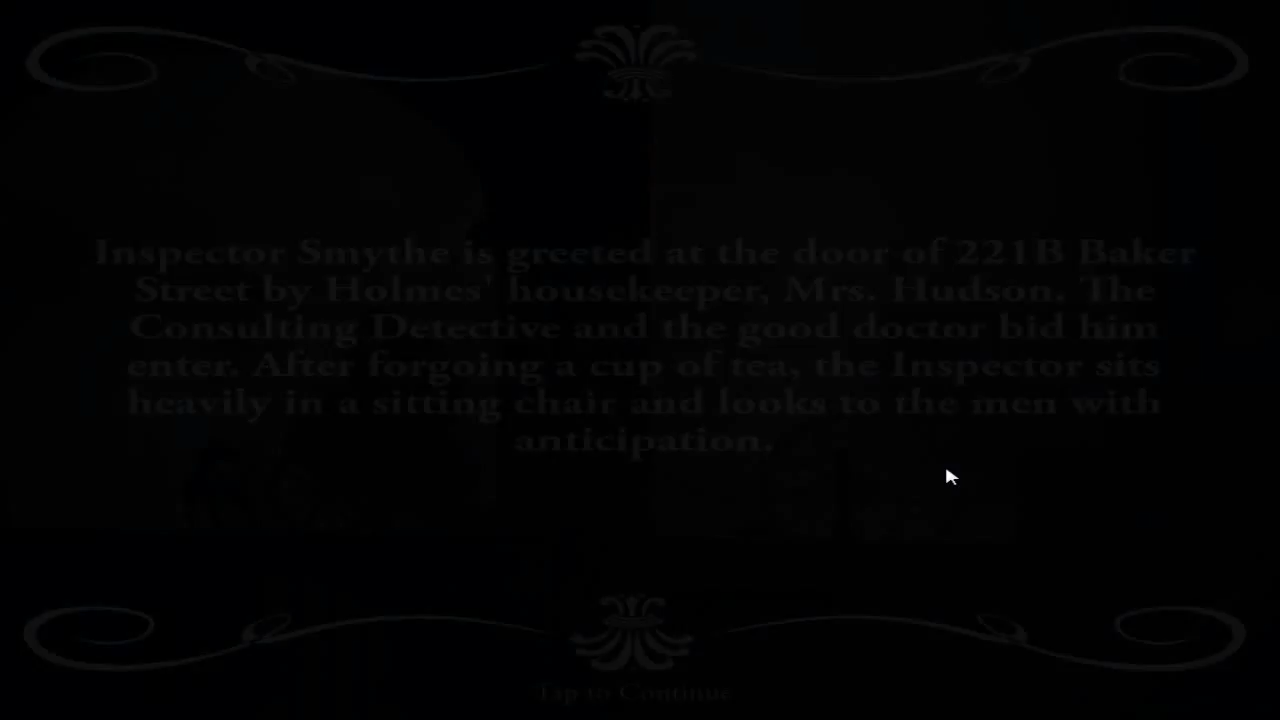 Inspector Smythe is greeted at the door of 221B Baker
Street by Holmes' housekeeper, Mrs. Hudson. The
Consulting Detective and the good doctor bid him
enter. After forgoing a cup of tea, the Inspector sits
heavily in a sitting chair and looks to the men with
anticipation.
Tap to Continue